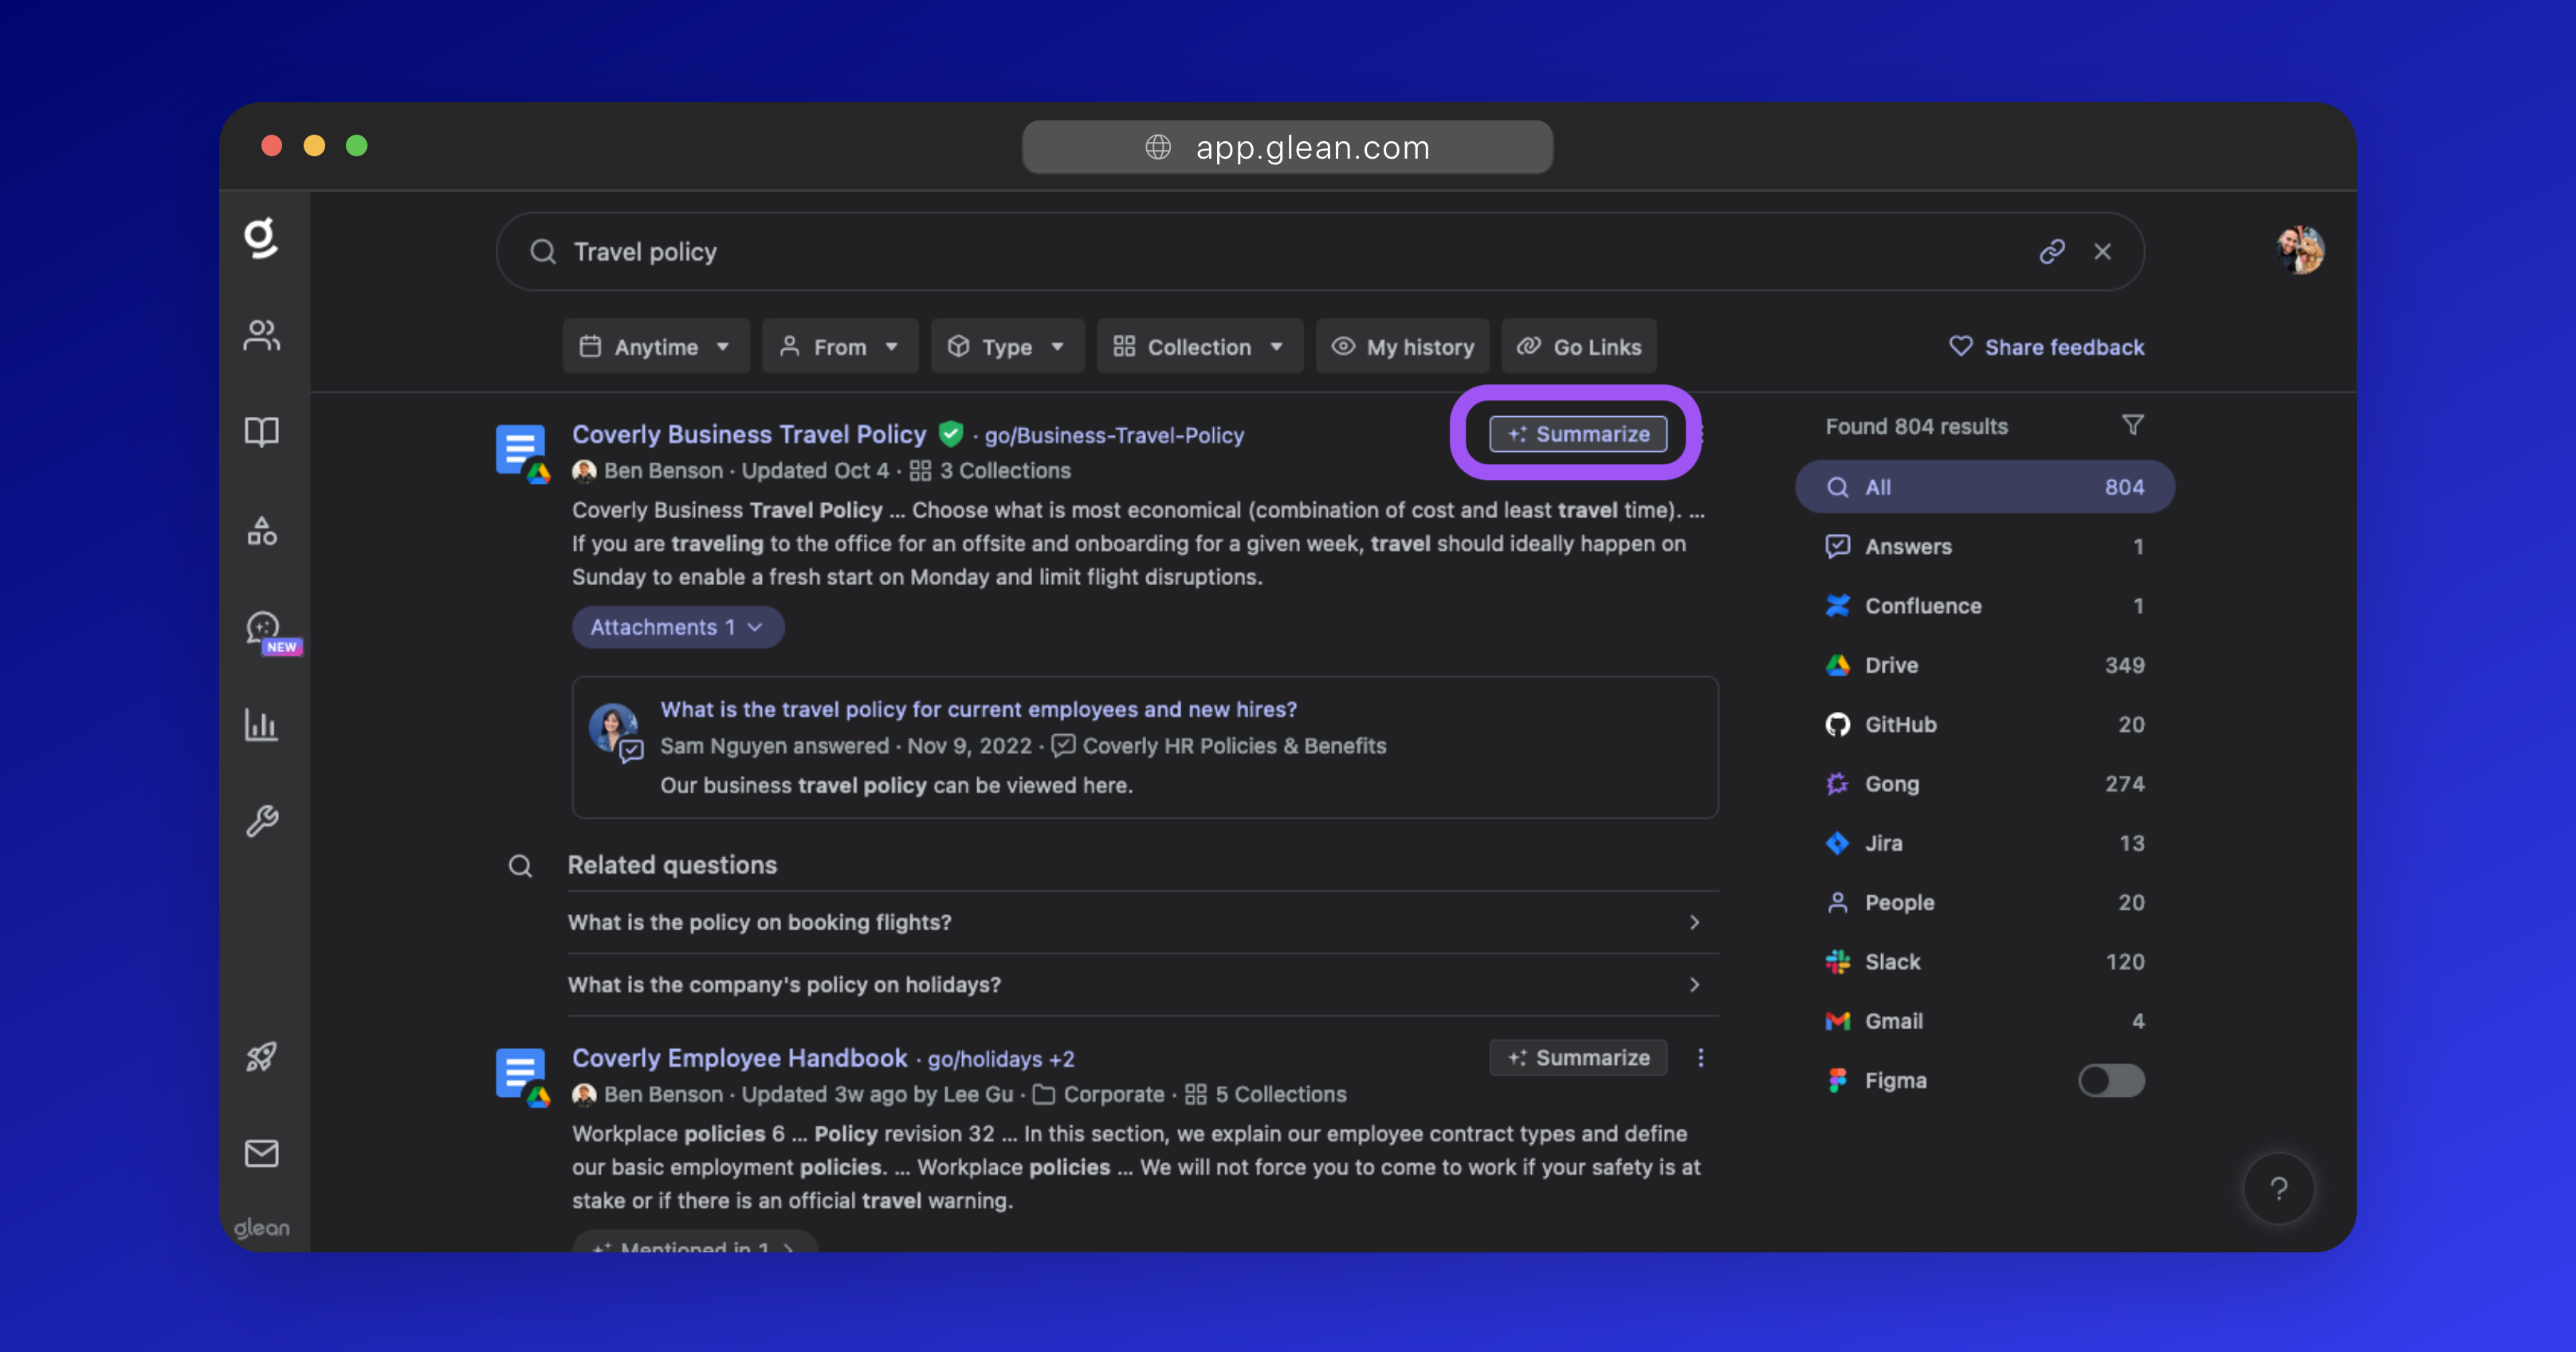 app.glean.com
g
Travel policy
Anytime
From
Type
Collection
My history
Go Links
Share feedback
NEW
glean
Coverly Business Travel Policy · go/Business-Travel-Policy
Summarize
Ben Benson · Updated Oct 4 · 3 Collections
Coverly Business Travel Policy ... Choose what is most economical (combination of cost and least travel time). ...
If you are traveling to the office for an offsite and onboarding for a given week, travel should ideally happen on
Sunday to enable a fresh start on Monday and limit flight disruptions.
Attachments 1
What is the travel policy for current employees and new hires?
Sam Nguyen answered · Nov 9, 2022 · Coverly HR Policies & Benefits
Our business travel policy can be viewed here.
Related questions
What is the policy on booking flights?
What is the company's policy on holidays?
Coverly Employee Handbook · go/holidays +2
Summarize
Ben Benson · Updated 3w ago by Lee Gu · Corporate · 5 Collections
Workplace policies 6 ... Policy revision 32 ... In this section, we explain our employee contract types and define
our basic employment policies. ... Workplace policies ... We will not force you to come to work if your safety is at
stake or if there is an official travel warning.
Mentioned in 1
Found 804 results
All 804
Answers 1
Confluence 1
Drive 349
GitHub 20
Gong 274
Jira 13
People 20
Slack 120
Gmail 4
Figma
?